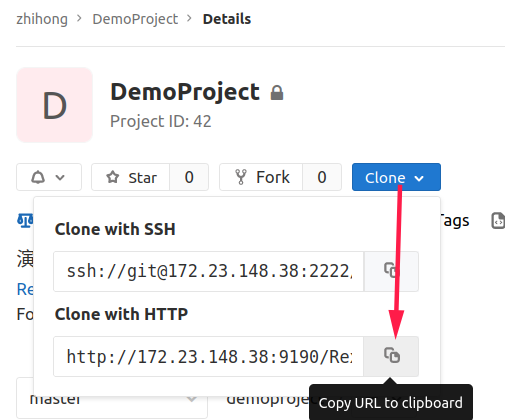 zhihong > DemoProject > Details
D
DemoProject
Project ID: 42
Star 0 Fork 0 Clone
Tags
Clone with SSH
演
ssh://git@172.23.148.38:2222/
Re
Clone with HTTP
Fo
http://172.23.148.38:9190/Re
master demoproject
Copy URL to clipboard